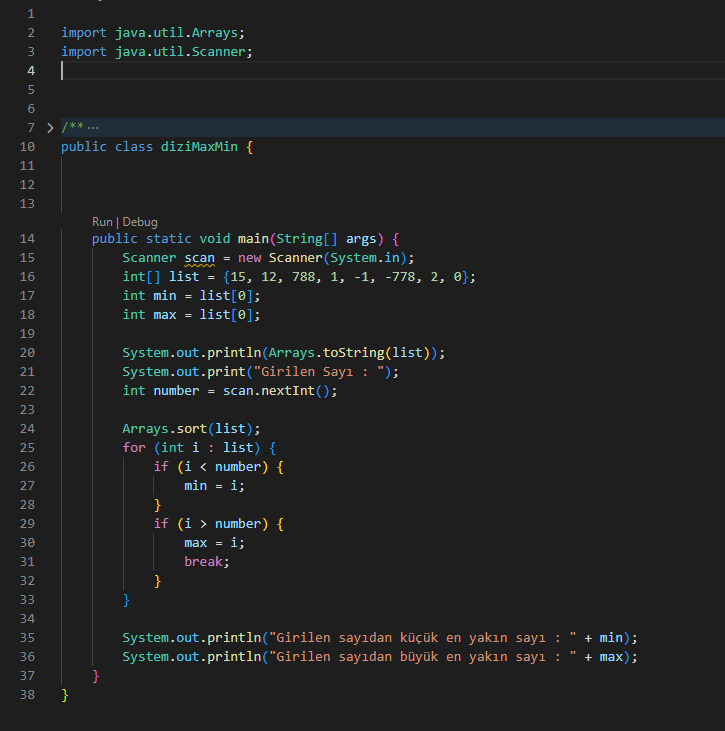 1
2 import java.util.Arrays;
3 import java.util.Scanner;
4
5
6
7 /** ···
10 public class diziMaxMin {
11
12
13
Run | Debug
14 public static void main(String[] args) {
15 Scanner scan = new Scanner(System.in);
16 int[] list = {15, 12, 788, 1, -1, -778, 2, 0};
17 int min = list[0];
18 int max = list[0];
19
20 System.out.println(Arrays.toString(list));
21 System.out.print("Girilen Sayı : ");
22 int number = scan.nextInt();
23
24 Arrays.sort(list);
25 for (int i : list) {
26 if (i < number) {
27 min = i;
28 }
29 if (i > number) {
30 max = i;
31 break;
32 }
33 }
34
35 System.out.println("Girilen sayıdan küçük en yakın sayı : " + min);
36 System.out.println("Girilen sayıdan büyük en yakın sayı : " + max);
37 }
38 }